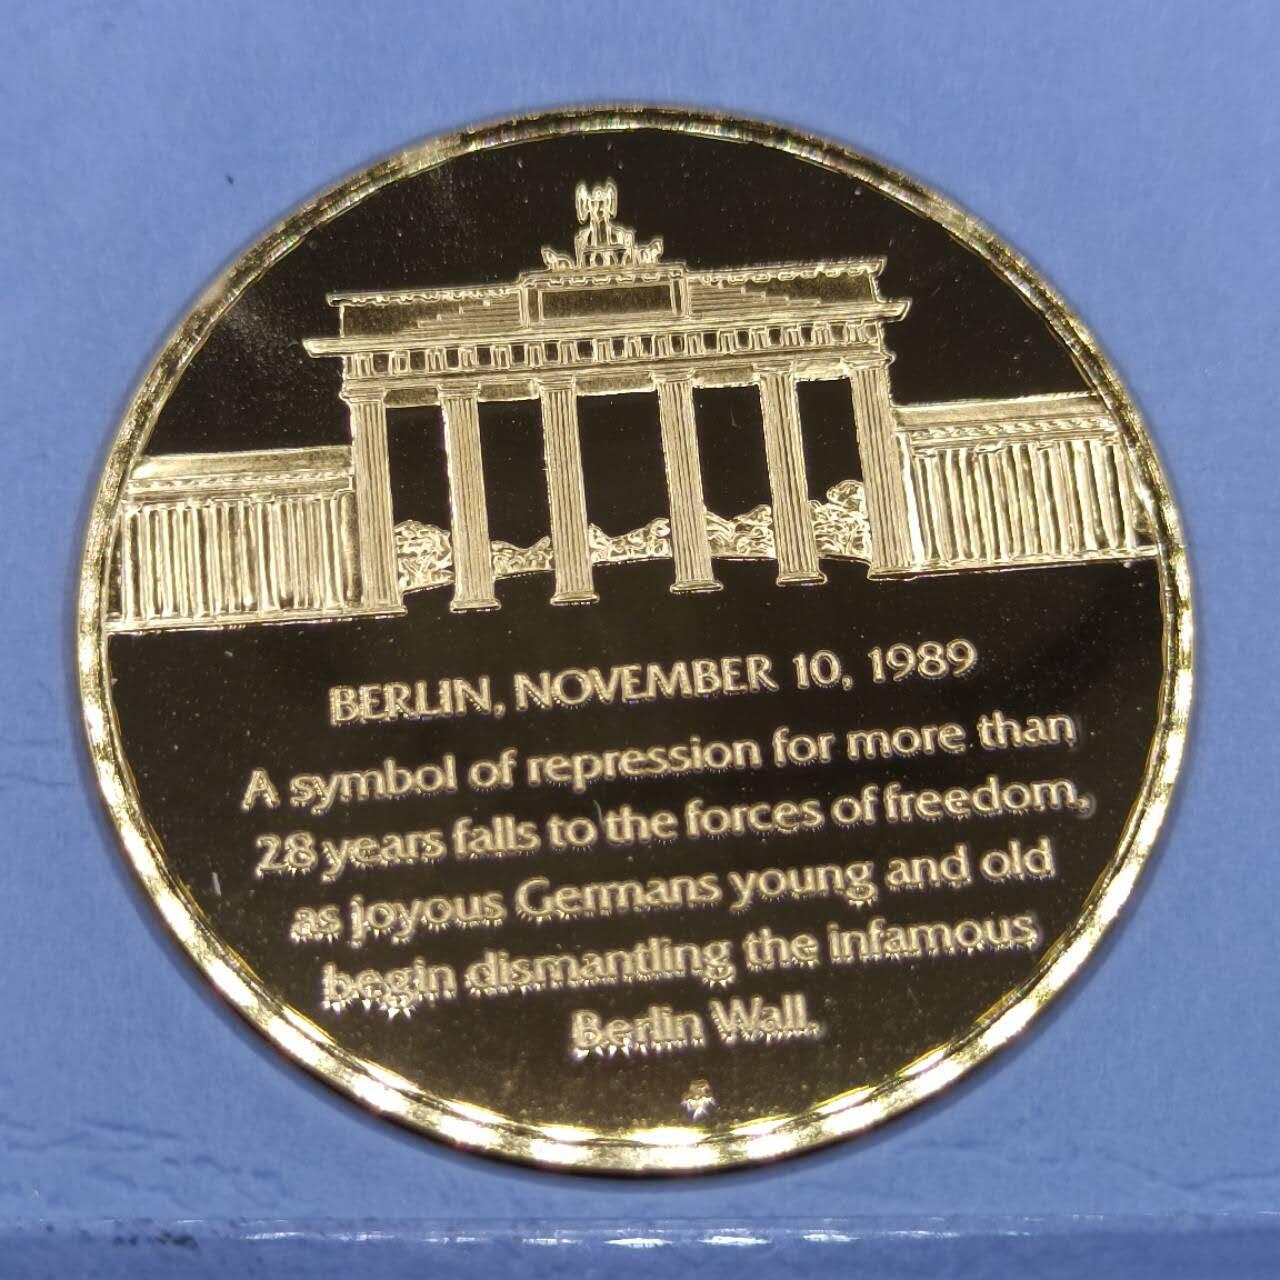 BERLIN, NOVEMBER 10, 1989
A symbol of repression for more than
28 years falls to the forces of freedom,
as joyous Germans young and old
begin dismantling the infamous
Berlin Wall.